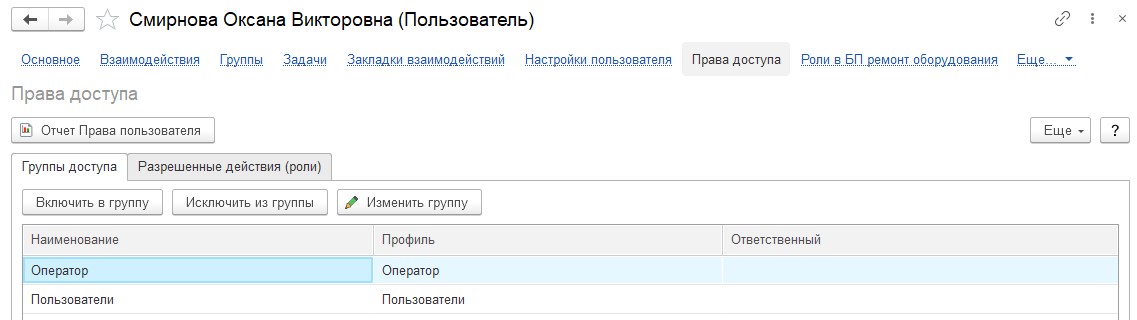 Смирнова Оксана Викторовна (Пользователь)
Основное Взаимодействия Группы Задачи Закладки взаимодействий Настройки пользователя Права доступа Роли в БП ремонт оборудования Еще...
Права доступа
Отчет Права пользователя Еще ?
Группы доступа Разрешенные действия (роли)
Включить в группу Исключить из группы Изменить группу
Наименование Профиль Ответственный
Оператор Оператор
Пользователи Пользователи